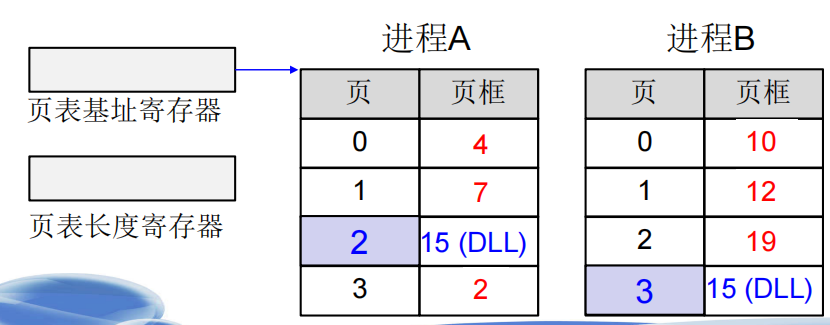 进程A
进程B
页表基址寄存器
页表长度寄存器
页 页框
0 4
1 7
2 15 (DLL)
3 2
页 页框
0 10
1 12
2 19
3 15 (DLL)